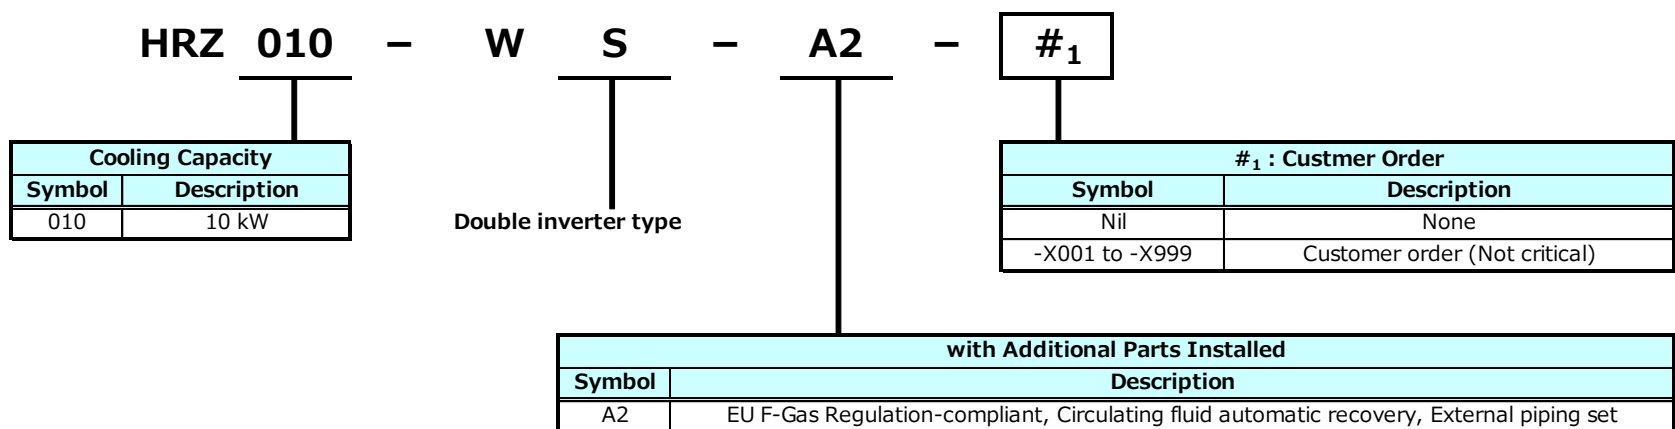 HRZ 010 – W S – A2 – #1
Cooling Capacity
Symbol Description
010 10 kW
Double inverter type
#1 : Custmer Order
Symbol Description
Nil None
-X001 to -X999 Customer order (Not critical)
with Additional Parts Installed
Symbol Description
A2 EU F-Gas Regulation-compliant, Circulating fluid automatic recovery, External piping set